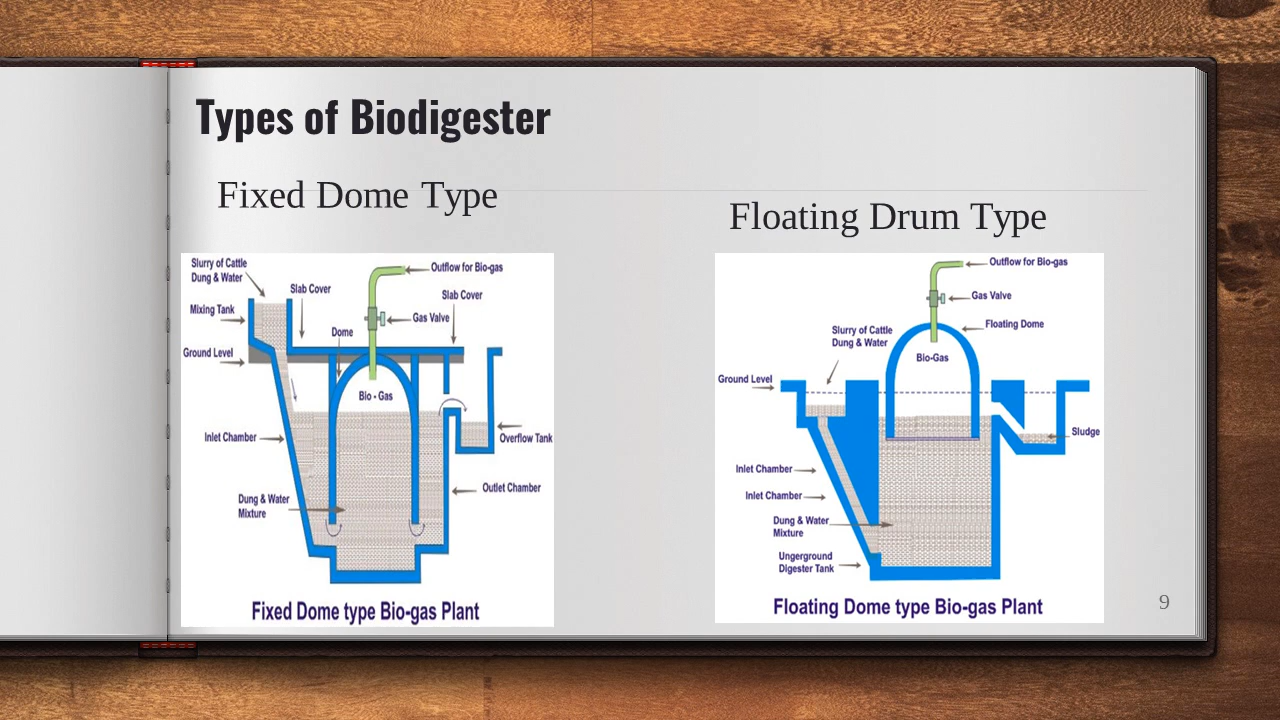 Types of Biodigester
Fixed Dome Type
Slurry of Cattle
Dung & Water
Outflow for Bio-gas
Slab Cover
Slab Cover
Mixing Tank
Gas Valve
Dome
Ground Level
Bio - Gas
Inlet Chamber
Overflow Tank
Outlet Chamber
Dung & Water
Mixture
Fixed Dome type Bio-gas Plant
Floating Drum Type
Outflow for Bio-gas
Gas Valve
Floating Dome
Slurry of Cattle
Dung & Water
Bio-Gas
Ground Level
Sludge
Inlet Chamber
Inlet Chamber
Dung & Water
Mixture
Ungerground
Digester Tank
Floating Dome type Bio-gas Plant
9